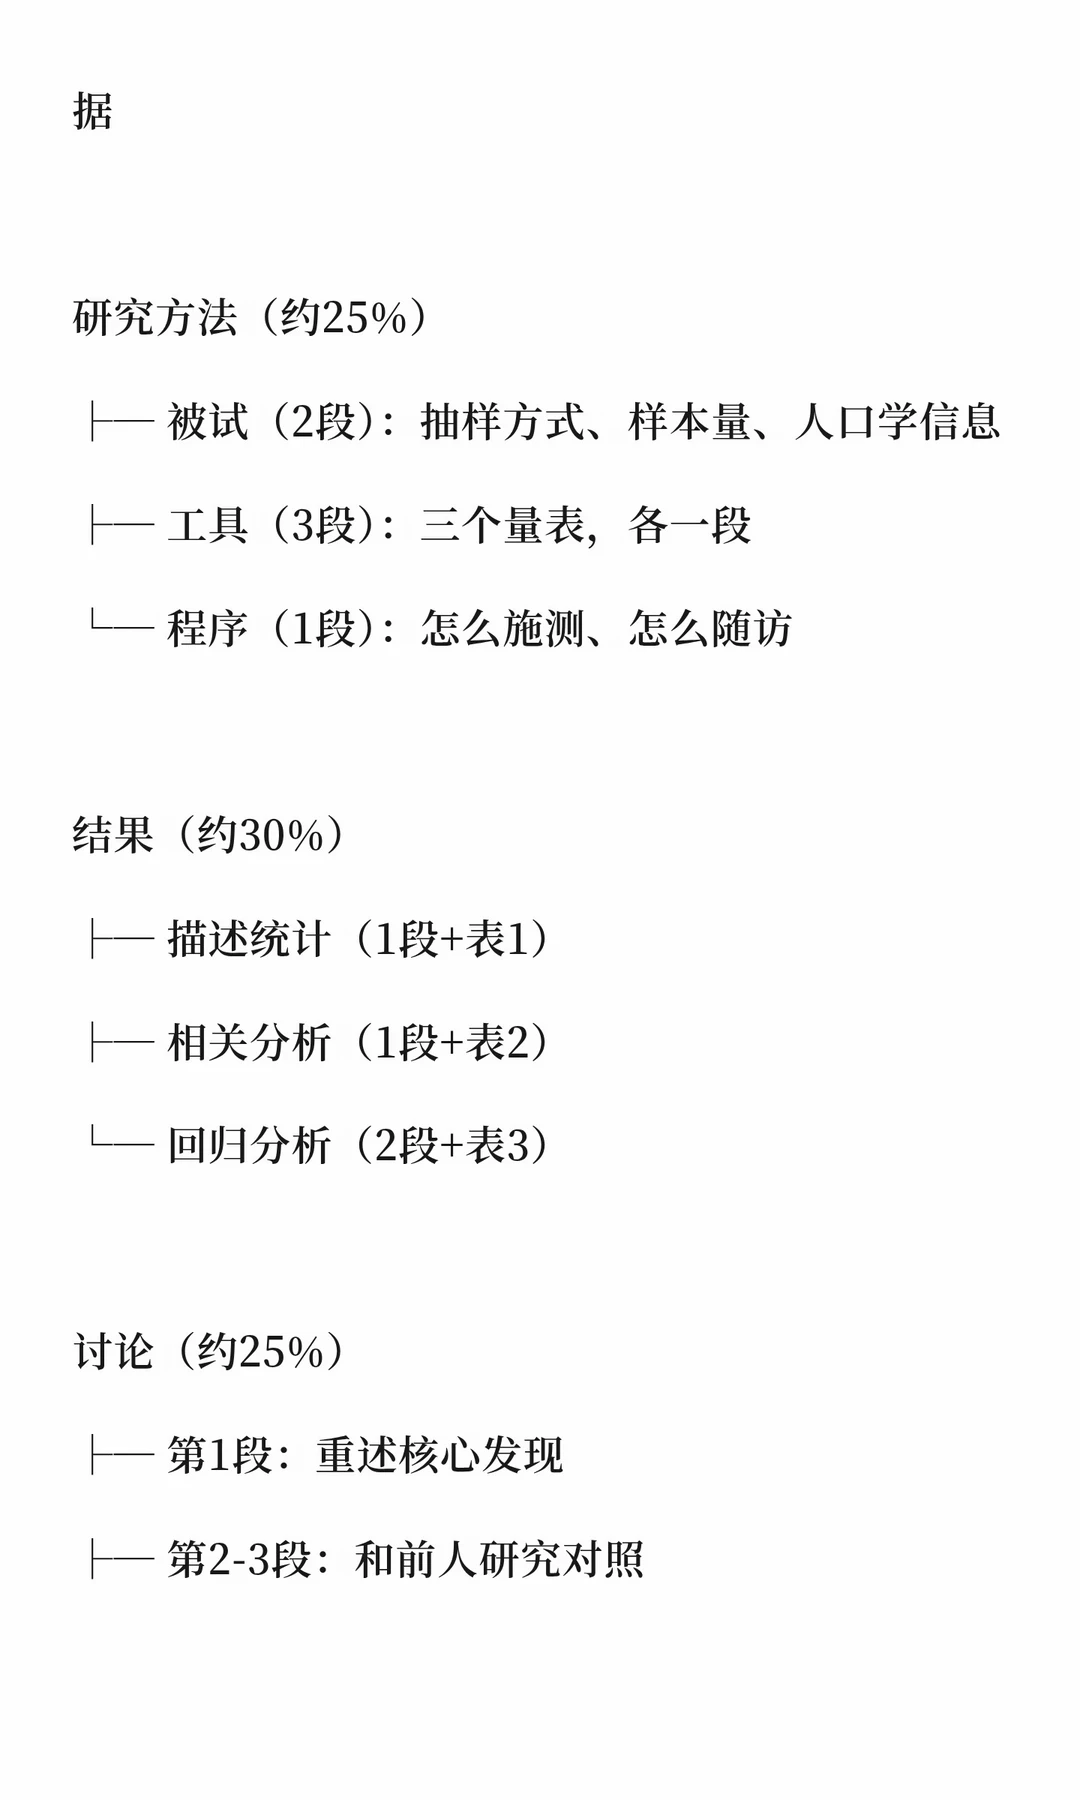 据
研究方法（约25%）
├── 被试（2段）：抽样方式、样本量、人口学信息
├── 工具（3段）：三个量表，各一段
└── 程序（1段）：怎么施测、怎么随访
结果（约30%）
├── 描述统计（1段+表1）
├── 相关分析（1段+表2）
└── 回归分析（2段+表3）
讨论（约25%）
├── 第1段：重述核心发现
├── 第2-3段：和前人研究对照